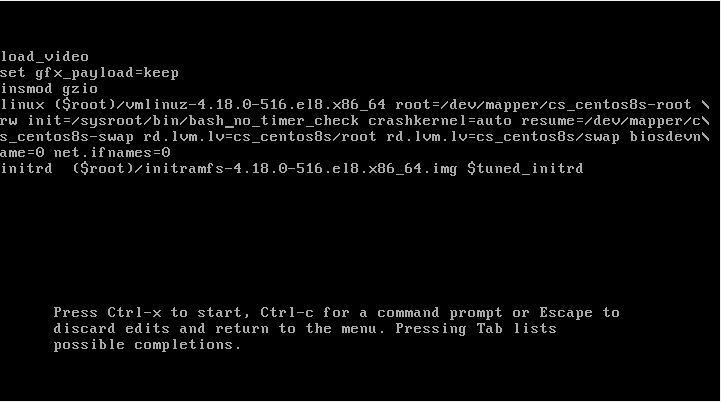 load_video
set gfx_payload=keep
insmod gzio
linux ($root)/vmlinuz-4.18.0-516.el8.x86_64 root=/dev/mapper/cs_centos8s-root \
rw init=/sysroot/bin/bash_no_timer_check crashkernel=auto resume=/dev/mapper/c\
s_centos8s-swap rd.lvm.lv=cs_centos8s/root rd.lvm.lv=cs_centos8s/swap biosdevn\
ame=0 net.ifnames=0
initrd  ($root)/initramfs-4.18.0-516.el8.x86_64.img $tuned_initrd
Press Ctrl-x to start, Ctrl-c for a command prompt or Escape to
discard edits and return to the menu. Pressing Tab lists
possible completions.